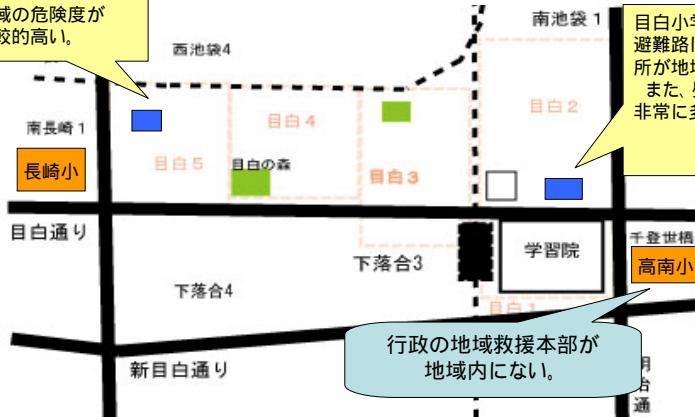 域の危険度が
較的高い。
南池袋1
目白小学
避難路に
所が地域
また、
非常に多
西池袋4
目白2
目白4
南長崎1
目白5
目白の森
目白3
長崎小
目白通り
学習院
千登世橋
下落合3
高南小
下落合4
目白1
行政の地域救援本部が
地域内にない。
新目白通り
明
治
通